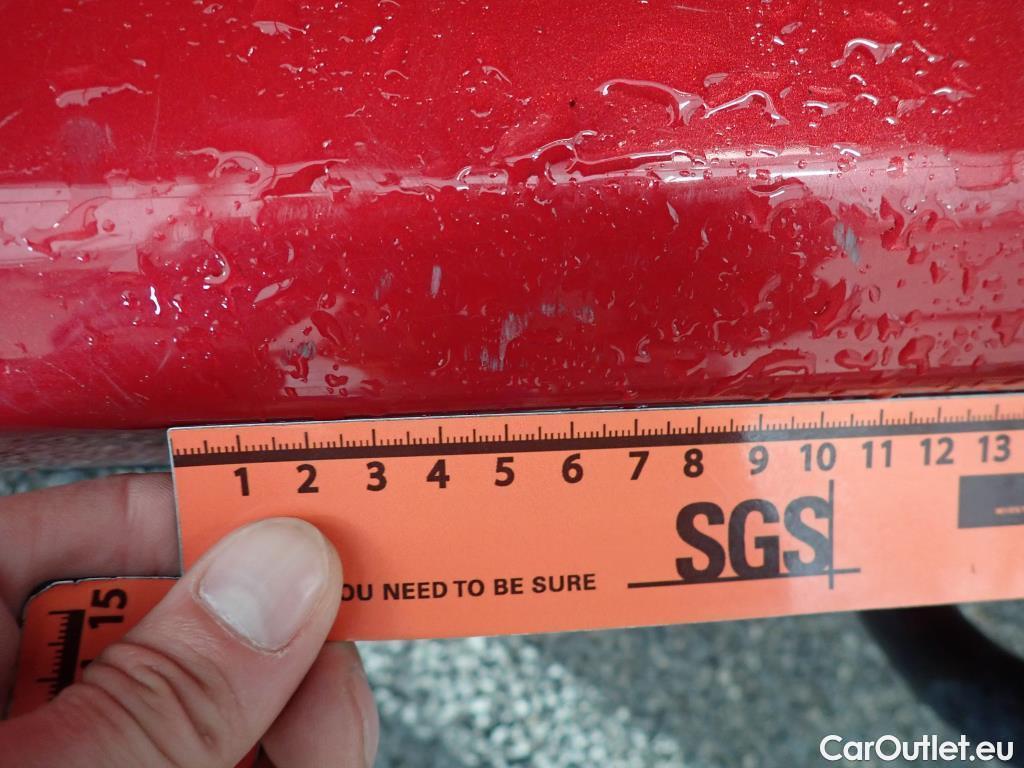 1 2 3 4 5 6 7 8 9 10 11 12 13
SGS
OU NEED TO BE SURE
15
CarOutlet.eu